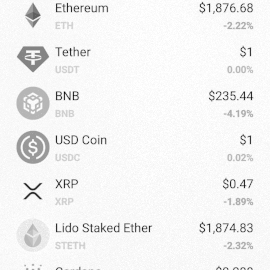 Ethereum $1,876.68
ETH -2.22%
Tether $1
USDT 0.00%
BNB $235.44
BNB -4.19%
USD Coin $1
USDC 0.02%
XRP $0.47
XRP -1.89%
Lido Staked Ether $1,874.83
STETH -2.32%